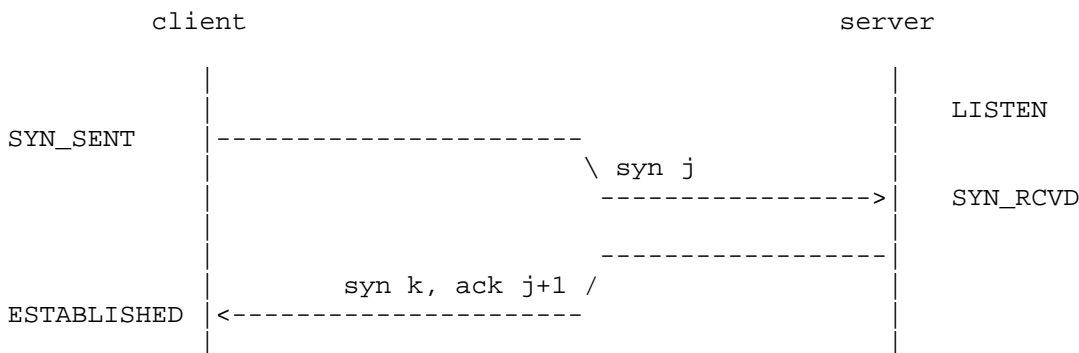 client server
LISTEN
SYN_SENT
\ syn j
SYN_RCVD
syn k, ack j+1 /
ESTABLISHED